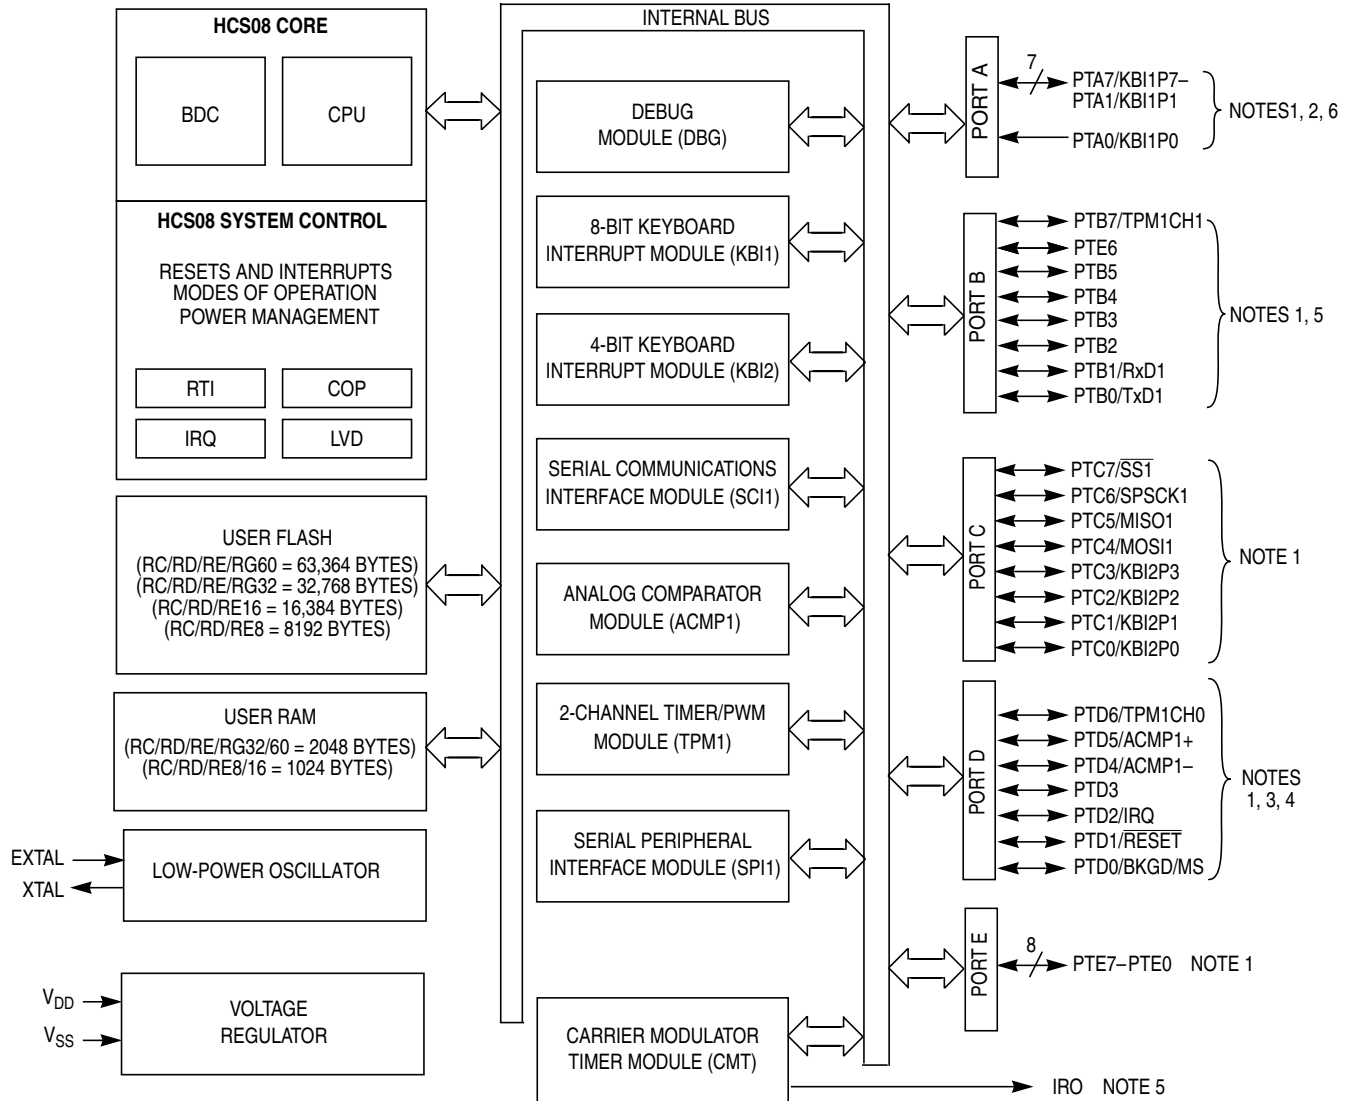 HCS08 CORE
BDC
CPU
HCS08 SYSTEM CONTROL
RESETS AND INTERRUPTS
MODES OF OPERATION
POWER MANAGEMENT
RTI
COP
IRQ
LVD
USER FLASH
(RC/RD/RE/RG60 = 63,364 BYTES)
(RC/RD/RE/RG32 = 32,768 BYTES)
(RC/RD/RE16 = 16,384 BYTES)
(RC/RD/RE8 = 8192 BYTES)
USER RAM
(RC/RD/RE/RG32/60 = 2048 BYTES)
(RC/RD/RE8/16 = 1024 BYTES)
EXTAL
XTAL
LOW-POWER OSCILLATOR
VDD
VSS
VOLTAGE
REGULATOR
INTERNAL BUS
DEBUG
MODULE (DBG)
8-BIT KEYBOARD
INTERRUPT MODULE (KBI1)
4-BIT KEYBOARD
INTERRUPT MODULE (KBI2)
SERIAL COMMUNICATIONS
INTERFACE MODULE (SCI1)
ANALOG COMPARATOR
MODULE (ACMP1)
2-CHANNEL TIMER/PWM
MODULE (TPM1)
SERIAL PERIPHERAL
INTERFACE MODULE (SPI1)
CARRIER MODULATOR
TIMER MODULE (CMT)
PORT A
7
PTA7/KBI1P7–
PTA1/KBI1P1
PTA0/KBI1P0
NOTES1, 2, 6
PORT B
PTB7/TPM1CH1
PTE6
PTB5
PTB4
PTB3
PTB2
PTB1/RxD1
PTB0/TxD1
NOTES 1, 5
PORT C
PTC7/SS1
PTC6/SPSCK1
PTC5/MISO1
PTC4/MOSI1
PTC3/KBI2P3
PTC2/KBI2P2
PTC1/KBI2P1
PTC0/KBI2P0
NOTE 1
PORT D
PTD6/TPM1CH0
PTD5/ACMP1+
PTD4/ACMP1–
PTD3
PTD2/IRQ
PTD1/RESET
PTD0/BKGD/MS
NOTES
1, 3, 4
PORT E
8
PTE7–PTE0 NOTE 1
IRO NOTE 5